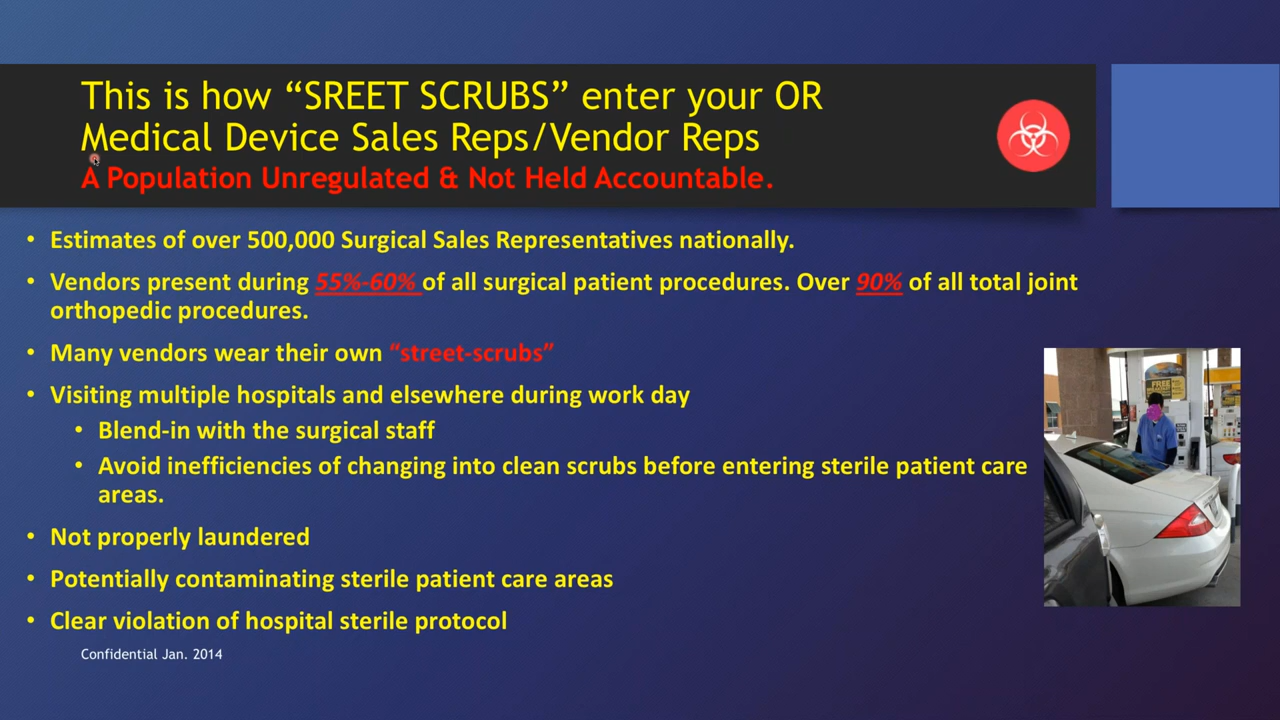 This is how “SREET SCRUBS” enter your OR
Medical Device Sales Reps/Vendor Reps
A Population Unregulated & Not Held Accountable.
• Estimates of over 500,000 Surgical Sales Representatives nationally.
• Vendors present during 55%-60% of all surgical patient procedures. Over 90% of all total joint
orthopedic procedures.
• Many vendors wear their own “street-scrubs”
• Visiting multiple hospitals and elsewhere during work day
• Blend-in with the surgical staff
• Avoid inefficiencies of changing into clean scrubs before entering sterile patient care
areas.
• Not properly laundered
• Potentially contaminating sterile patient care areas
• Clear violation of hospital sterile protocol
Confidential Jan. 2014
FREE